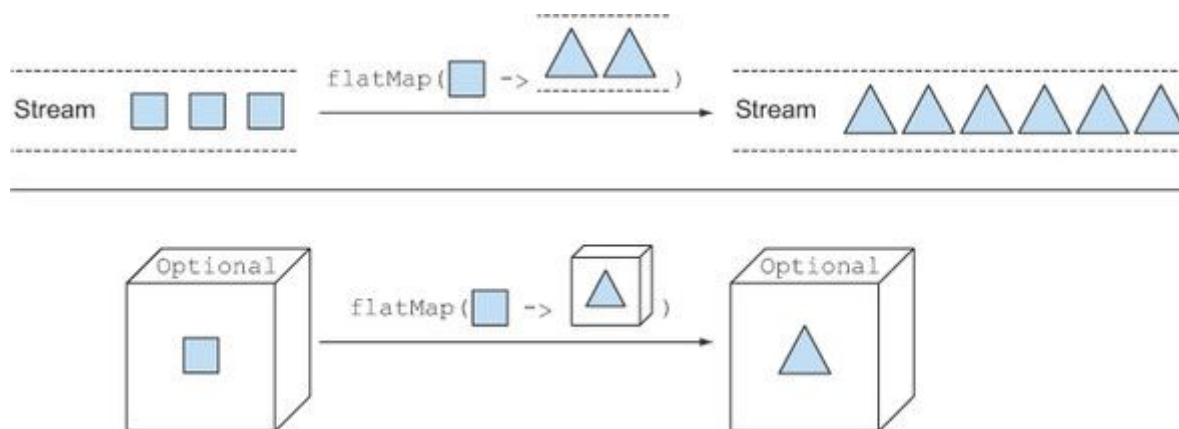 flatMap( -> )
Stream
Stream
Optional
Optional
flatMap( -> )